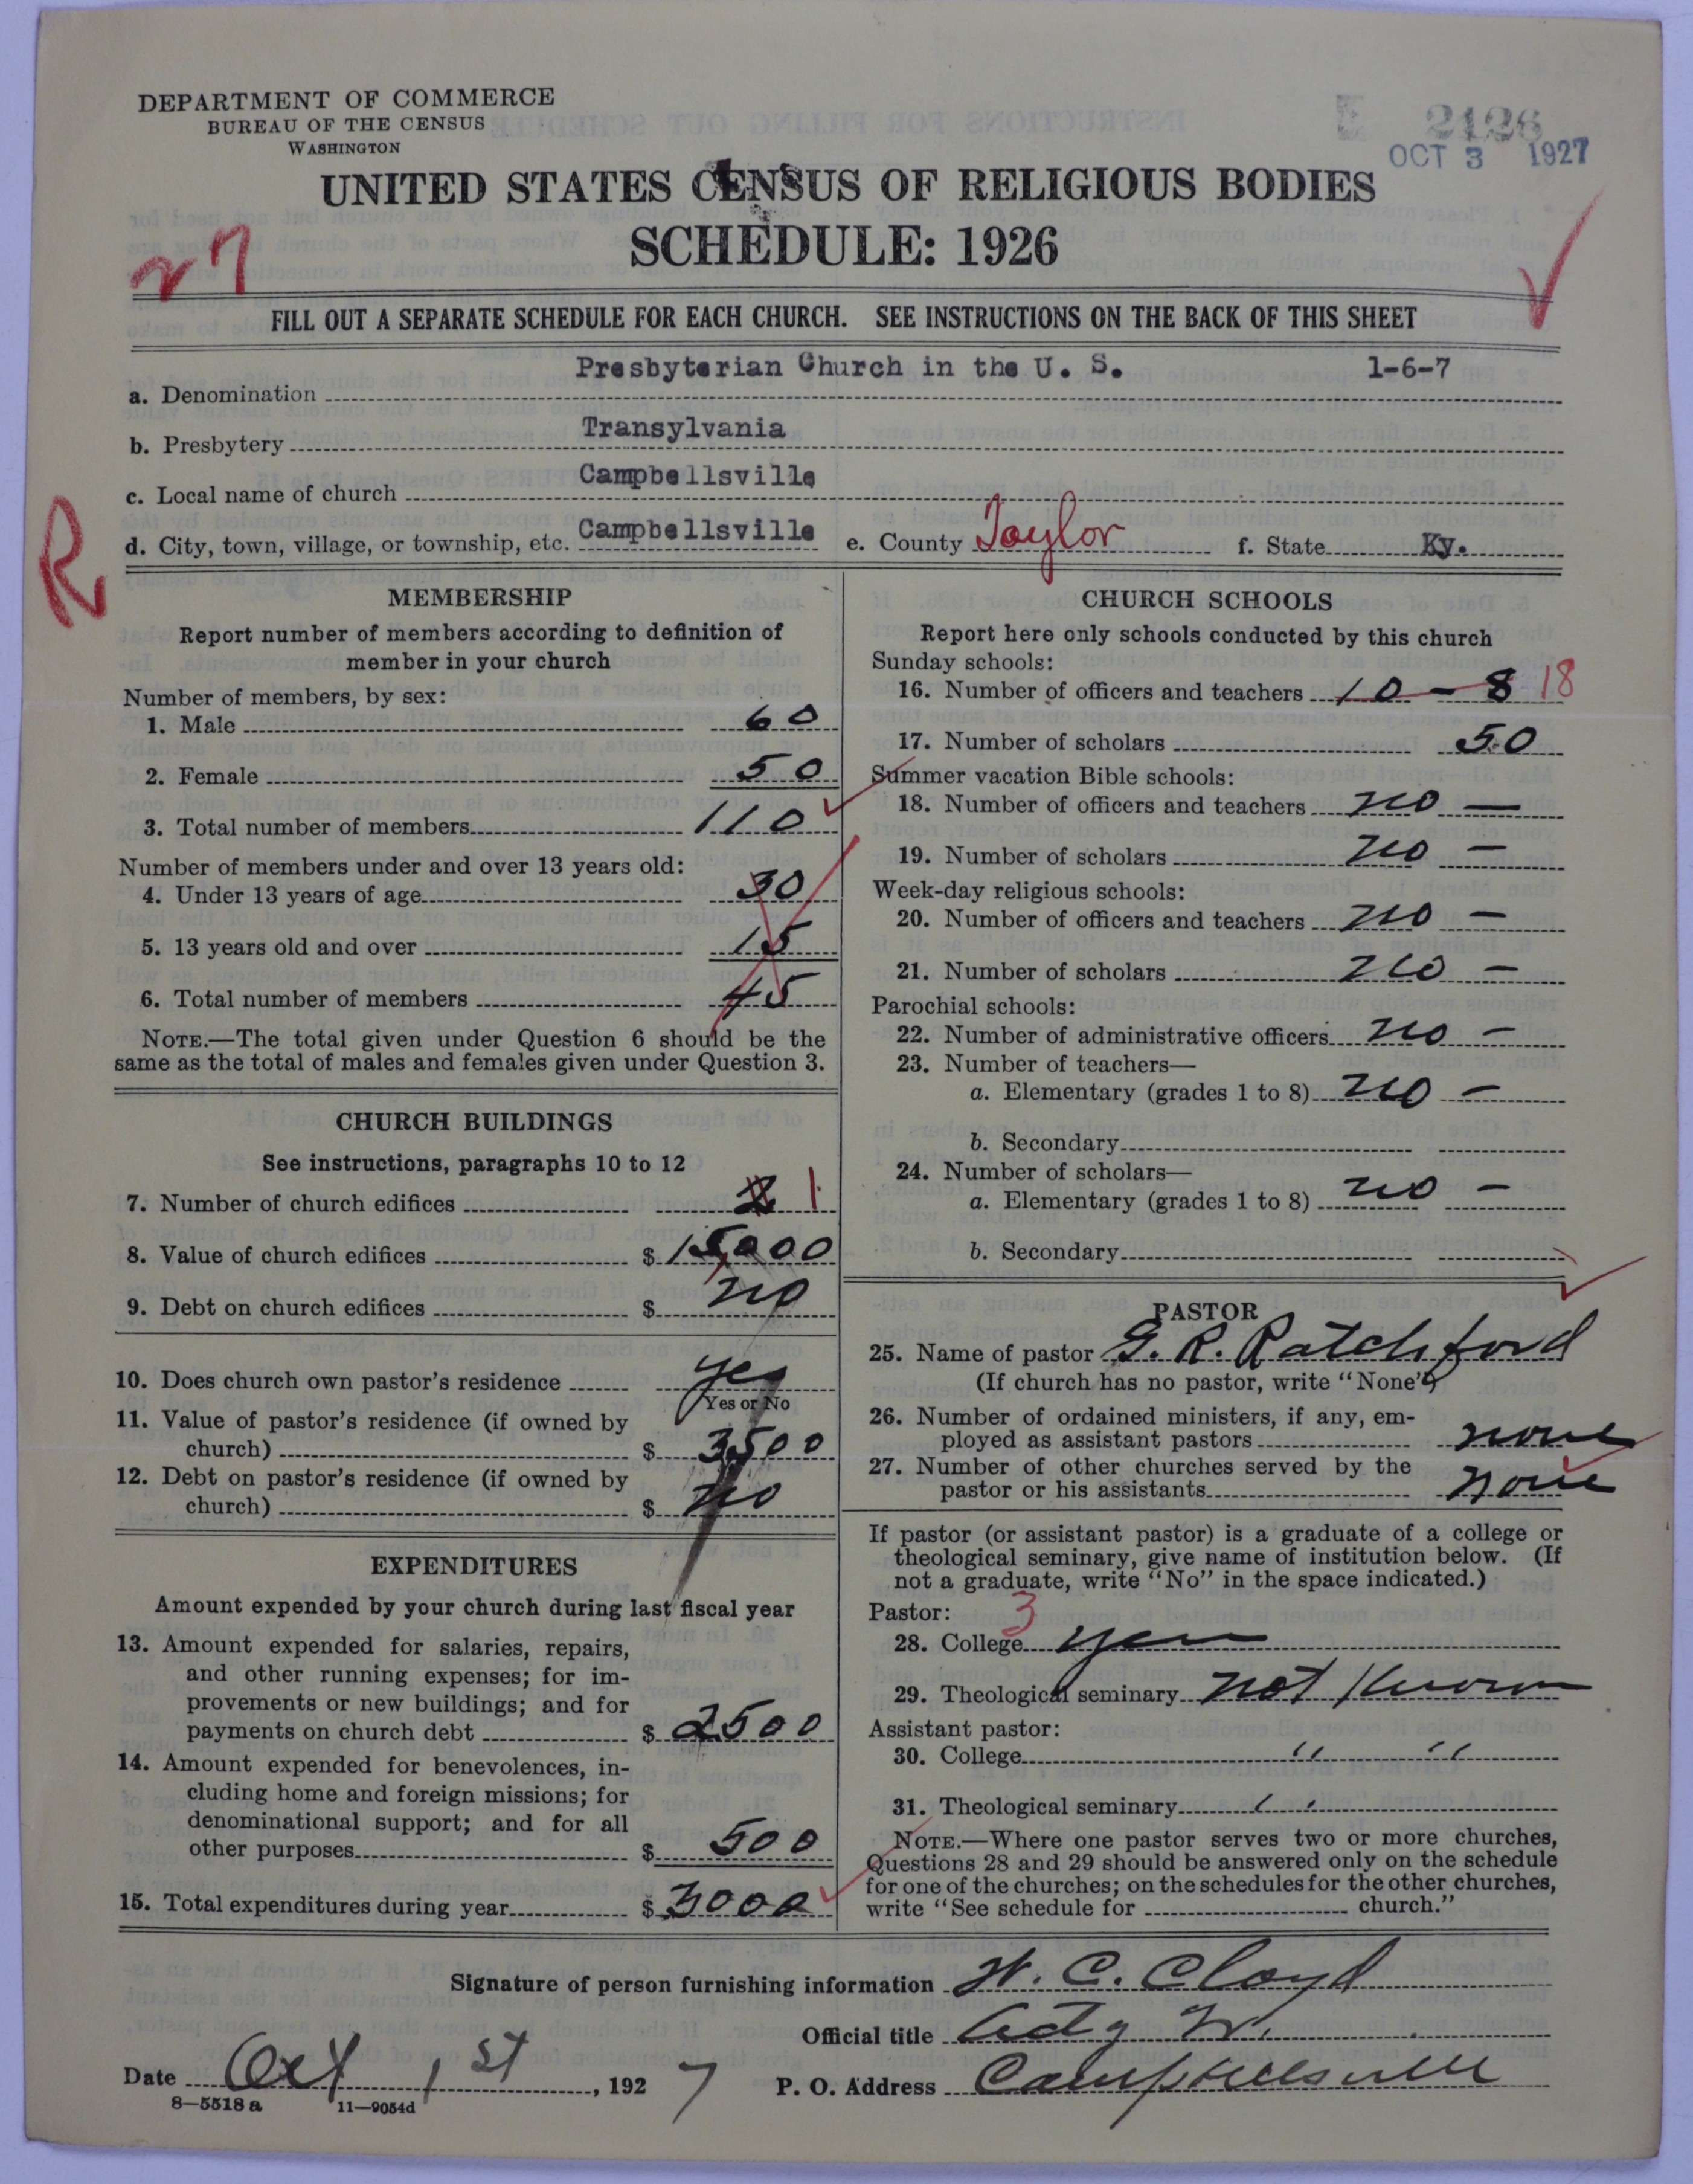 DEPARTMENT OF COMMERCE
BUREAU OF THE CENSUS
WASHINGTON
E 2126
OCT 3 1927
UNITED STATES CENSUS OF RELIGIOUS BODIES
SCHEDULE: 1926
27
FILL OUT A SEPARATE SCHEDULE FOR EACH CHURCH. SEE INSTRUCTIONS ON THE BACK OF THIS SHEET
a. Denomination Presbyterian Church in the U. S. 1-6-7
b. Presbytery Transylvania
c. Local name of church Campbellsville
R
d. City, town, village, or township, etc. Campbellsville e. County Taylor f. State Ky.
MEMBERSHIP
Report number of members according to definition of
member in your church
Number of members, by sex:
1. Male 60
2. Female 50
3. Total number of members 110
Number of members under and over 13 years old:
4. Under 13 years of age 30
5. 13 years old and over 15
6. Total number of members 45
NOTE.—The total given under Question 6 should be the
same as the total of males and females given under Question 3.
CHURCH BUILDINGS
See instructions, paragraphs 10 to 12
7. Number of church edifices 2 1
8. Value of church edifices $ 15000
9. Debt on church edifices $ no
10. Does church own pastor's residence yes
Yes or No
11. Value of pastor's residence (if owned by
church) $ 3500
12. Debt on pastor's residence (if owned by
church) $ no
EXPENDITURES
Amount expended by your church during last fiscal year
13. Amount expended for salaries, repairs,
and other running expenses; for im-
provements or new buildings; and for
payments on church debt $ 2500
14. Amount expended for benevolences, in-
cluding home and foreign missions; for
denominational support; and for all
other purposes $ 500
15. Total expenditures during year $ 3000
CHURCH SCHOOLS
Report here only schools conducted by this church
Sunday schools:
16. Number of officers and teachers 10 - 8 18
17. Number of scholars 50
Summer vacation Bible schools:
18. Number of officers and teachers no —
19. Number of scholars no —
Week-day religious schools:
20. Number of officers and teachers no —
21. Number of scholars no —
Parochial schools:
22. Number of administrative officers no —
23. Number of teachers—
a. Elementary (grades 1 to 8) no —
b. Secondary
24. Number of scholars—
a. Elementary (grades 1 to 8) no —
b. Secondary
PASTOR
25. Name of pastor G. R. Ratchford
(If church has no pastor, write "None")
26. Number of ordained ministers, if any, em-
ployed as assistant pastors none
27. Number of other churches served by the
pastor or his assistants none
If pastor (or assistant pastor) is a graduate of a college or
theological seminary, give name of institution below. (If
not a graduate, write "No" in the space indicated.)
Pastor: 3
28. College yes
29. Theological seminary not Known
Assistant pastor:
30. College " "
31. Theological seminary "
NOTE.—Where one pastor serves two or more churches,
Questions 28 and 29 should be answered only on the schedule
for one of the churches; on the schedules for the other churches,
write "See schedule for church."
Signature of person furnishing information H. C. Cloyd
Official title
Date Oct 1st, 1927 P. O. Address Campbellsville
8—5518 a 11—9054d